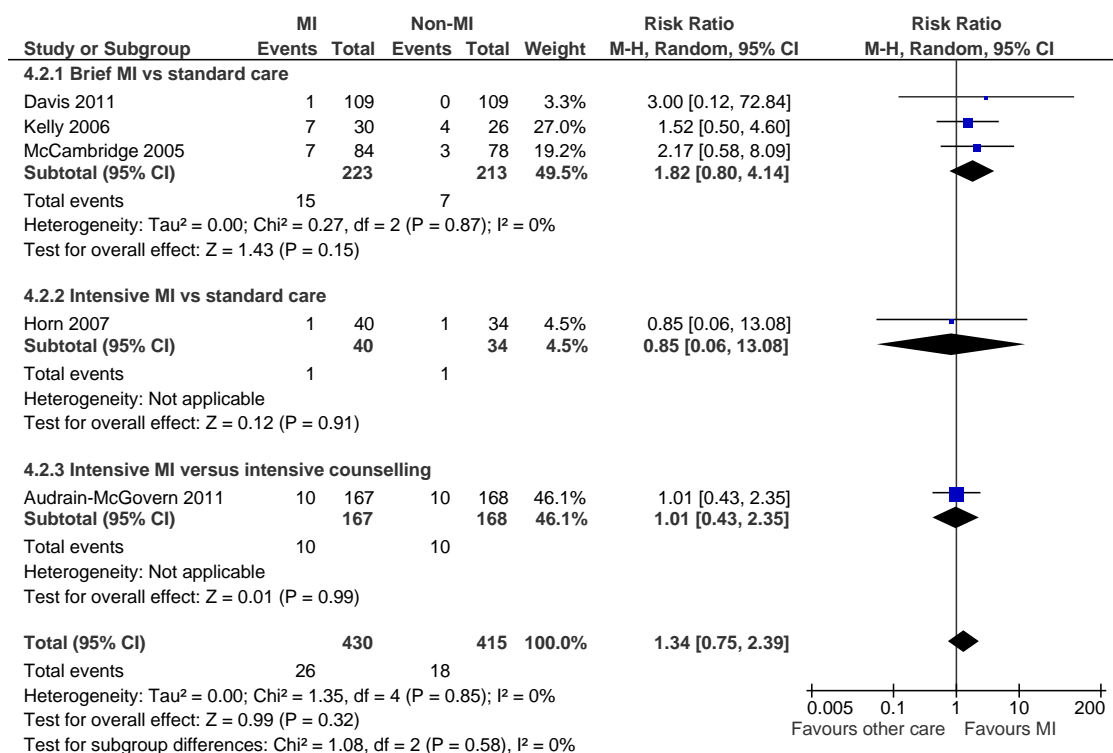 MI Non-MI Risk Ratio Risk Ratio
Study or Subgroup Events Total Events Total Weight M-H, Random, 95% CI M-H, Random, 95% CI
4.2.1 Brief MI vs standard care
Davis 2011 1 109 0 109 3.3% 3.00 [0.12, 72.84]
Kelly 2006 7 30 4 26 27.0% 1.52 [0.50, 4.60]
McCambridge 2005 7 84 3 78 19.2% 2.17 [0.58, 8.09]
Subtotal (95% CI) 223 213 49.5% 1.82 [0.80, 4.14]
Total events 15 7
Heterogeneity: Tau² = 0.00; Chi² = 0.27, df = 2 (P = 0.87); I² = 0%
Test for overall effect: Z = 1.43 (P = 0.15)
4.2.2 Intensive MI vs standard care
Horn 2007 1 40 1 34 4.5% 0.85 [0.06, 13.08]
Subtotal (95% CI) 40 34 4.5% 0.85 [0.06, 13.08]
Total events 1 1
Heterogeneity: Not applicable
Test for overall effect: Z = 0.12 (P = 0.91)
4.2.3 Intensive MI versus intensive counselling
Audrain-McGovern 2011 10 167 10 168 46.1% 1.01 [0.43, 2.35]
Subtotal (95% CI) 167 168 46.1% 1.01 [0.43, 2.35]
Total events 10 10
Heterogeneity: Not applicable
Test for overall effect: Z = 0.01 (P = 0.99)
Total (95% CI) 430 415 100.0% 1.34 [0.75, 2.39]
Total events 26 18
Heterogeneity: Tau² = 0.00; Chi² = 1.35, df = 4 (P = 0.85); I² = 0%
Test for overall effect: Z = 0.99 (P = 0.32)
Test for subgroup differences: Chi² = 1.08, df = 2 (P = 0.58), I² = 0%
0.005 0.1 1 10 200
Favours other care Favours MI